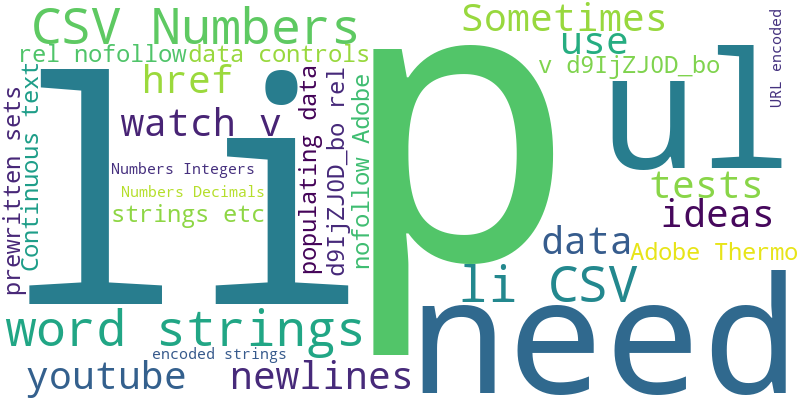 CSV Numbers
Sometimes
use
rel nofollow
data controls
v d9IjZJOD_bo
URL encoded
href
li
p
ul
watch v
prewritten sets
Continuous text
populating data
d9IjZJOD_bo rel
nofollow Adobe
Numbers Integers
Numbers Decimals
strings etc
tests
ideas
data
Adobe Thermo
li CSV
need
word strings
encoded strings
youtube
newlines